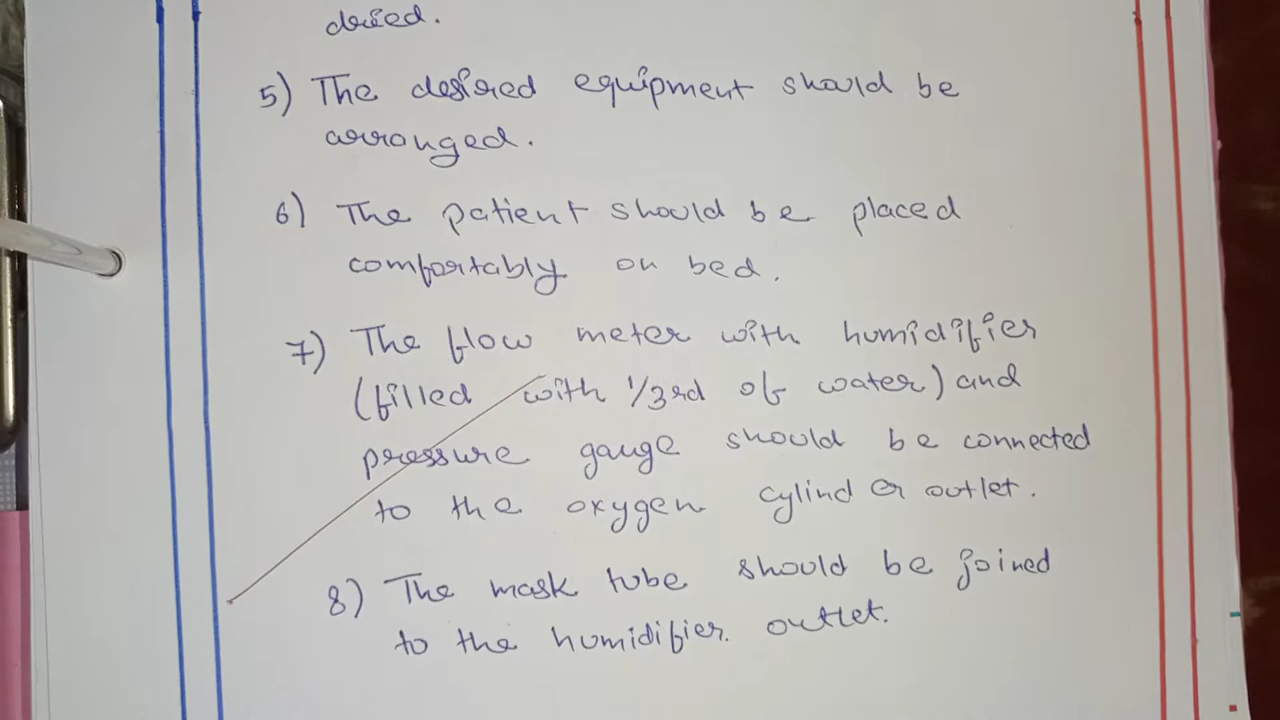 dried.
5) The desired equipment should be
arranged.
6) The patient should be placed
comfortably on bed.
7) The flow meter with humidifier
(filled with 1/3rd of water) and
pressure gauge should be connected
to the oxygen cylinder outlet.
8) The mask tube should be joined
to the humidifier. outlet.